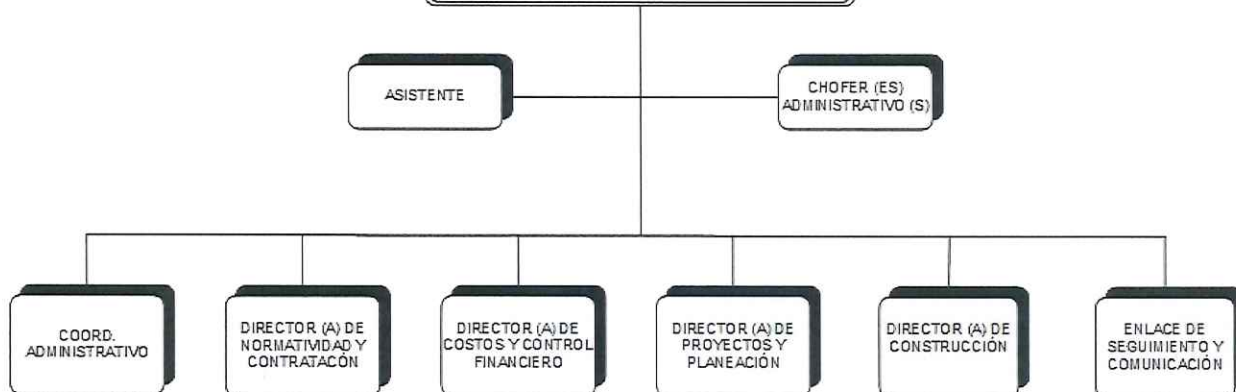 ASISTENTE
CHOFER (ES)
ADMINISTRATIVO (S)
COORD.
ADMINISTRATIVO
DIRECTOR (A) DE
NORMATIVIDAD Y
CONTRATACÓN
DIRECTOR (A) DE
COSTOS Y CONTROL
FINANCIERO
DIRECTOR (A) DE
PROYECTOS Y
PLANEACIÓN
DIRECTOR (A) DE
CONSTRUCCIÓN
ENLACE DE
SEGUIMIENTO Y
COMUNICACIÓN